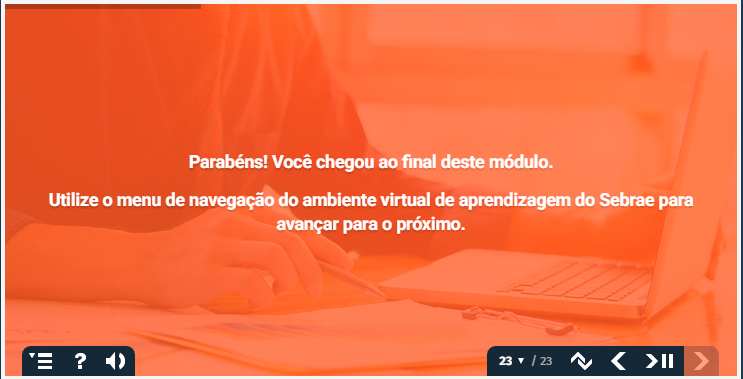 Parabéns! Você chegou ao final deste módulo.
Utilize o menu de navegação do ambiente virtual de aprendizagem do Sebrae para
avançar para o próximo.
? 23 / 23